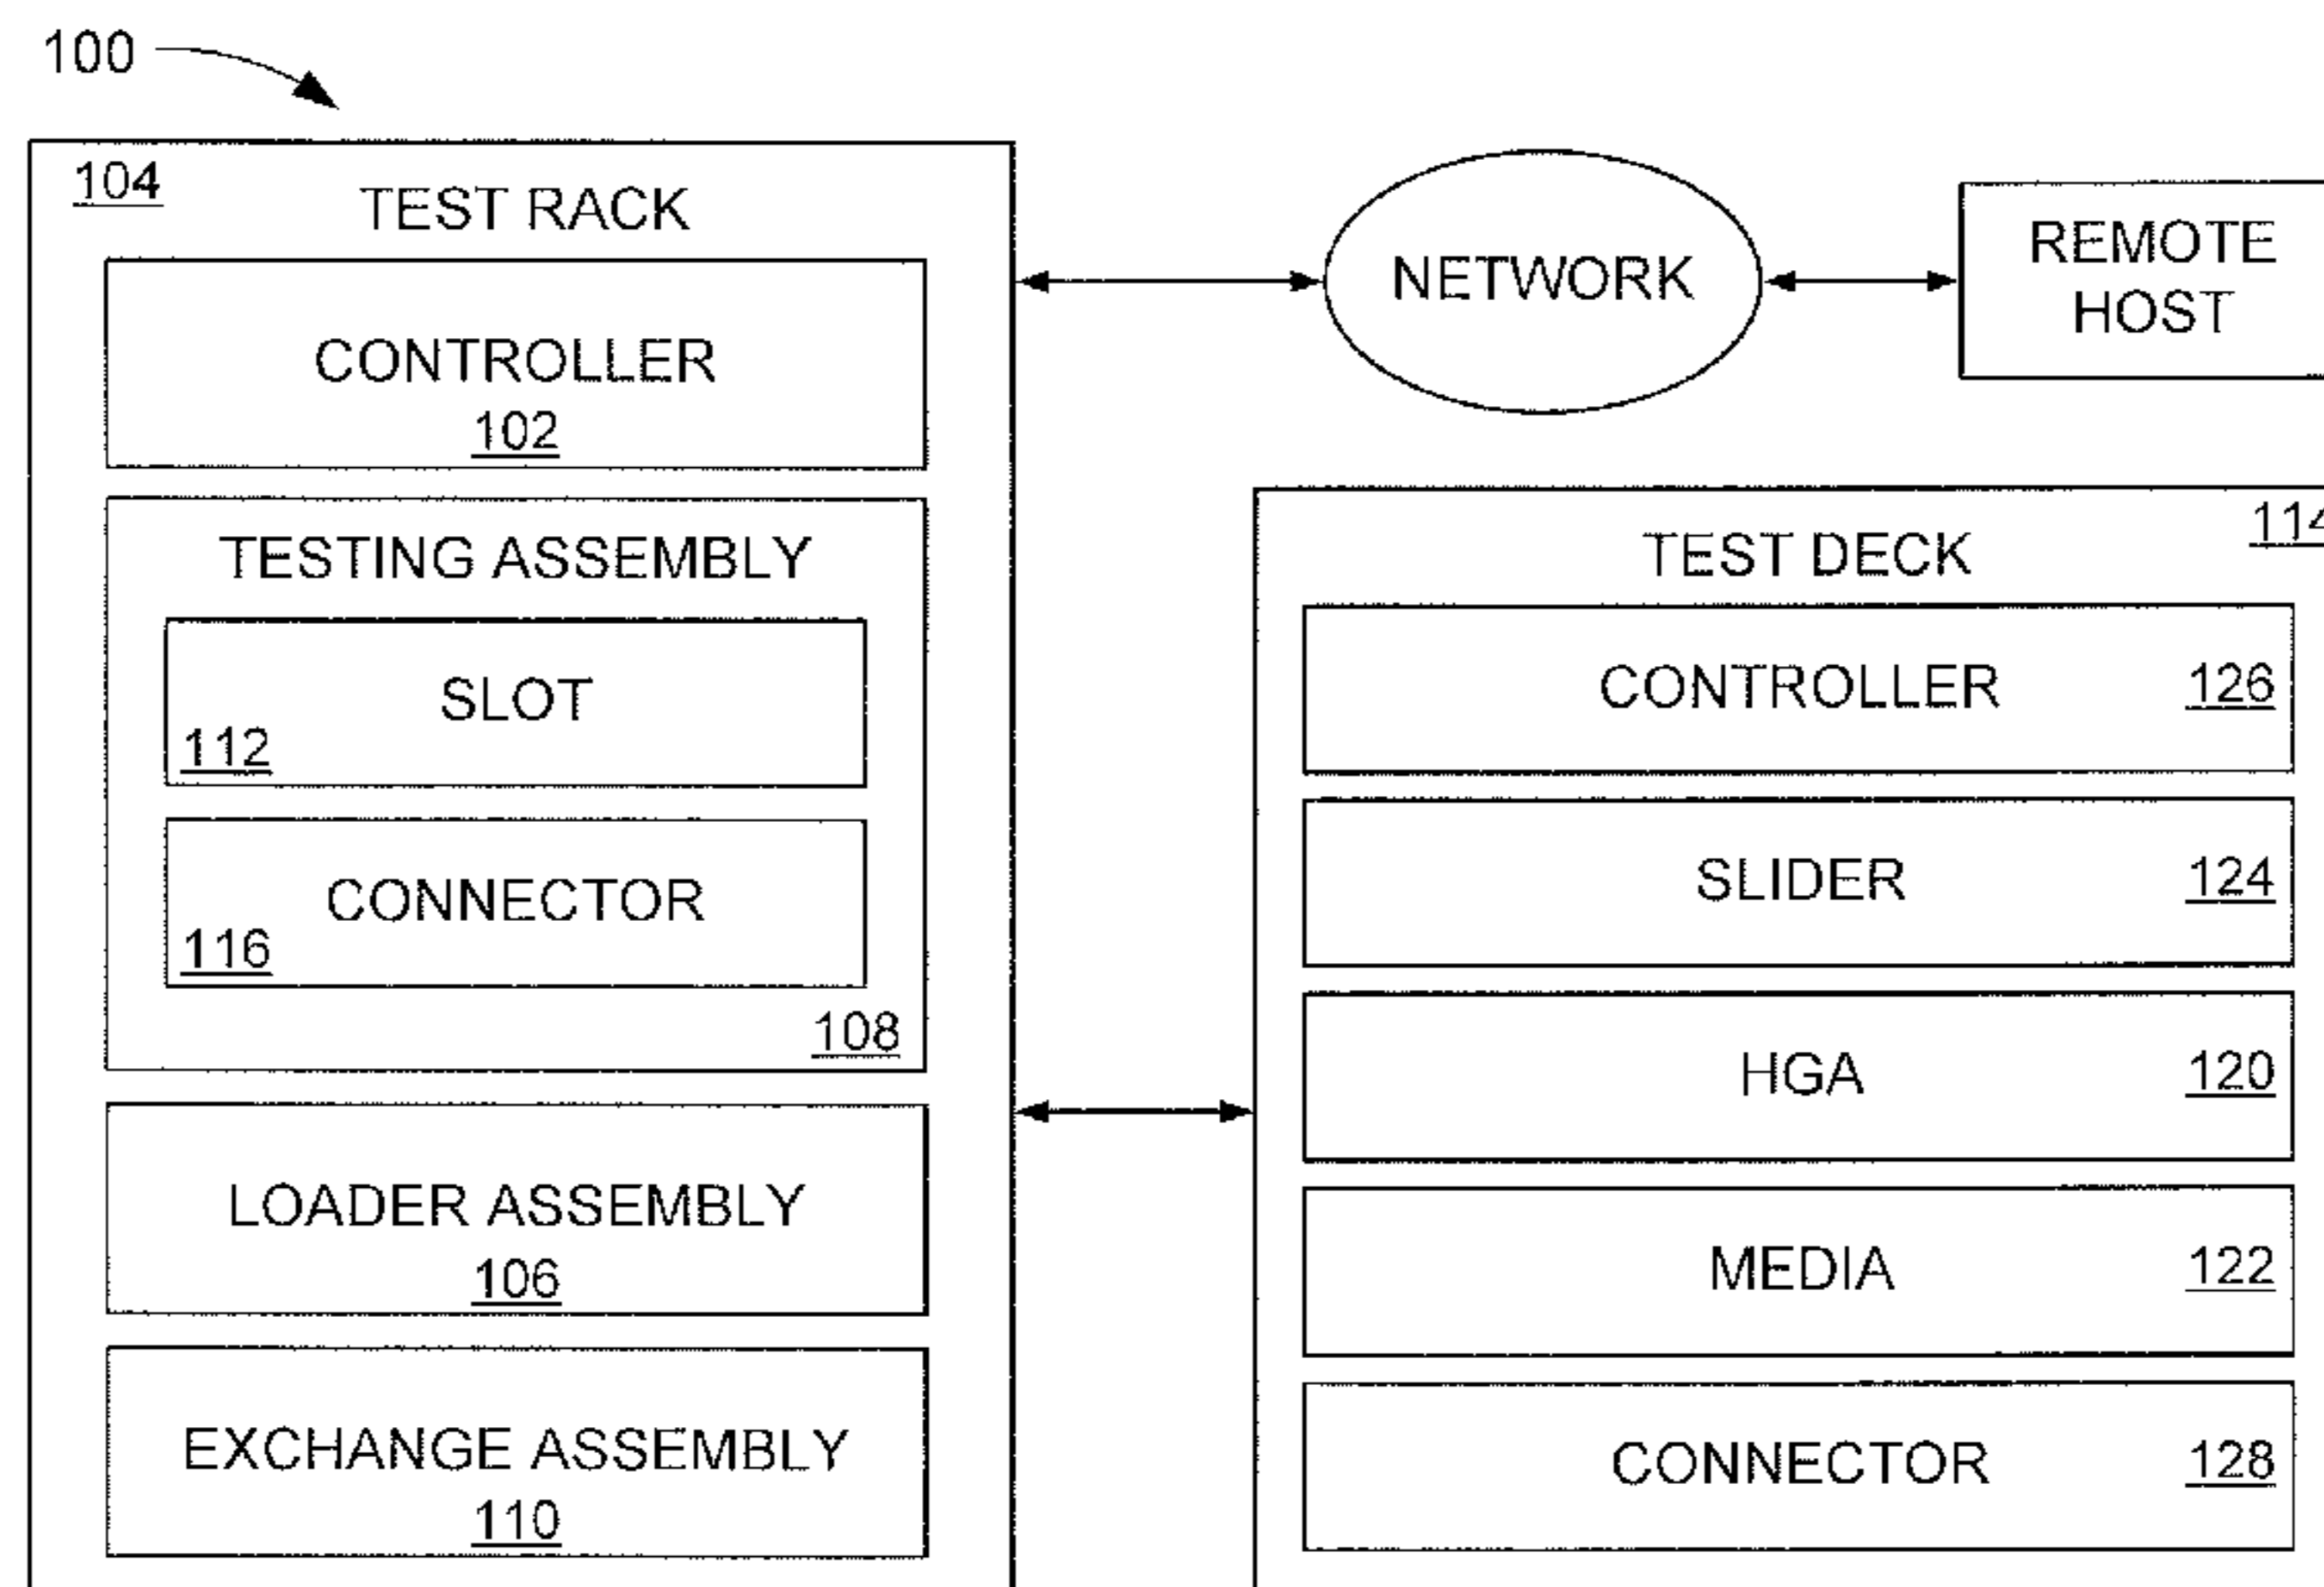 100
104
TEST RACK
CONTROLLER
102
TESTING ASSEMBLY
SLOT
112
CONNECTOR
116
108
LOADER ASSEMBLY
106
EXCHANGE ASSEMBLY
110
NETWORK
REMOTE
HOST
114
TEST DECK
CONTROLLER 126
SLIDER 124
HGA 120
MEDIA 122
CONNECTOR 128